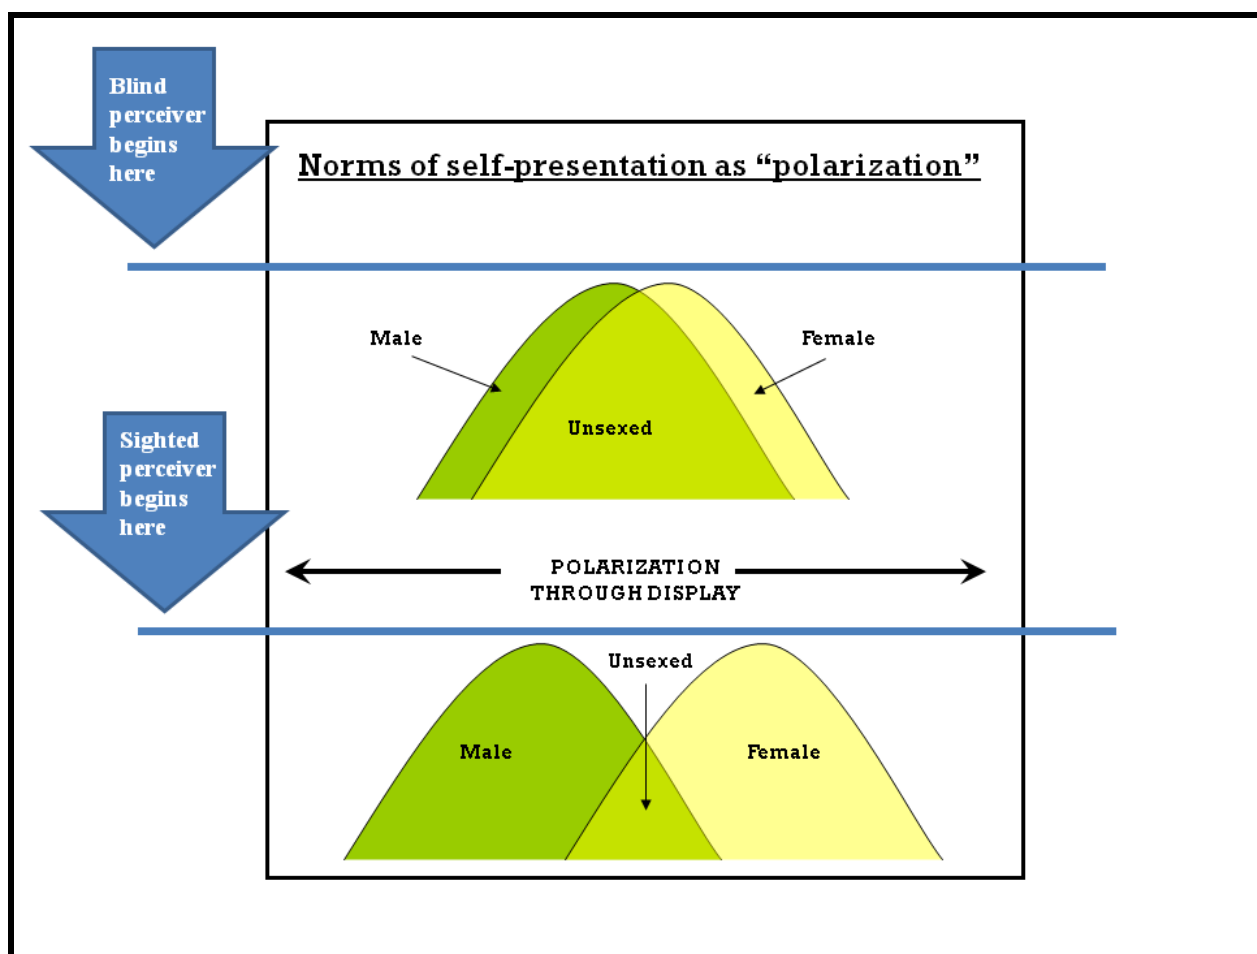 Blind
perceiver
begins
here
Norms of self-presentation as “polarization”
Male
Female
Unsexed
Sighted
perceiver
begins
here
POLARIZATION
THROUGH DISPLAY
Unsexed
Male
Female